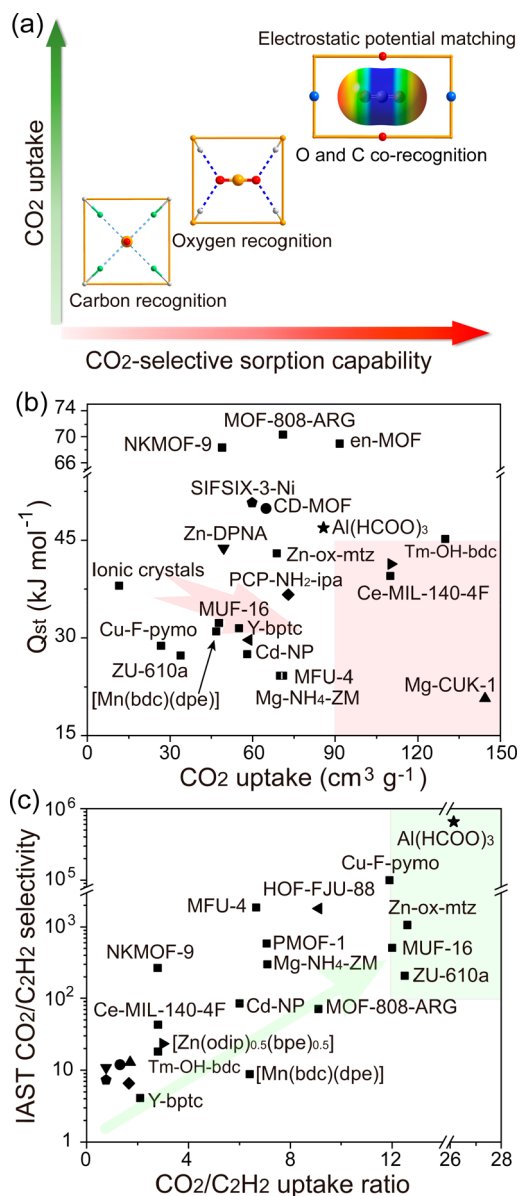 (a)
Electrostatic potential matching
O and C co-recognition
Oxygen recognition
Carbon recognition
CO2 uptake
CO2-selective sorption capability
(b)
74
70
66
45
30
15
Qst (kJ mol⁻¹)
MOF-808-ARG
NKMOF-9
en-MOF
SIFSIX-3-Ni
CD-MOF
Al(HCOO)3
Zn-DPNA
Zn-ox-mtz
Tm-OH-bdc
Ionic crystals
PCP-NH2-ipa
Ce-MIL-140-4F
MUF-16
Y-bptc
Cu-F-pymo
Cd-NP
ZU-610a
MFU-4
[Mn(bdc)(dpe)]
Mg-NH4-ZM
Mg-CUK-1
0 30 60 90 120 150
CO2 uptake (cm³ g⁻¹)
(c)
10⁶
10⁵
10³
10²
10
1
IAST CO2/C2H2 selectivity
Al(HCOO)3
Cu-F-pymo
HOF-FJU-88
MFU-4
Zn-ox-mtz
PMOF-1
MUF-16
NKMOF-9
Mg-NH4-ZM
ZU-610a
Ce-MIL-140-4F
Cd-NP
MOF-808-ARG
[Zn(odip)0.5(bpe)0.5]
Tm-OH-bdc
[Mn(bdc)(dpe)]
Y-bptc
0 4 8 12 26 28
CO2/C2H2 uptake ratio